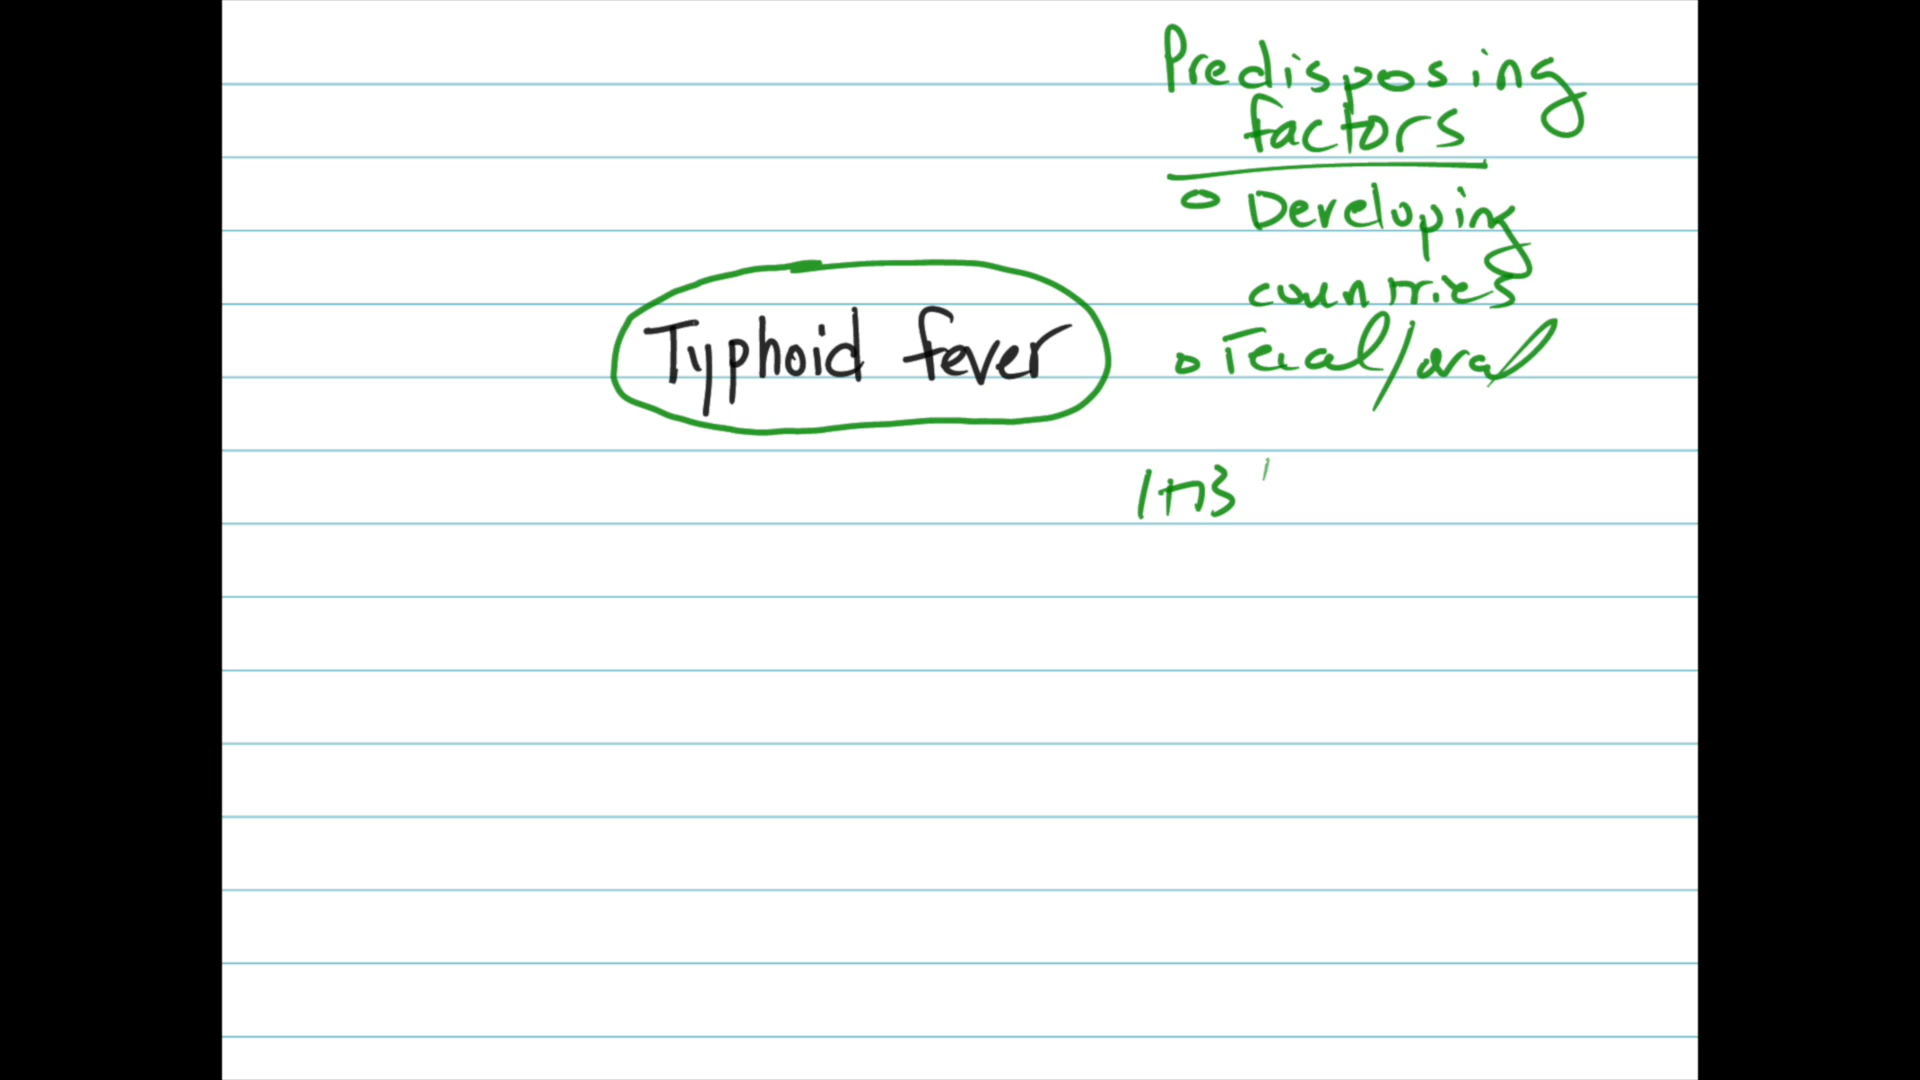 Predisposing
factors
Developing
countries
Typhoid fever
Fecal/oral